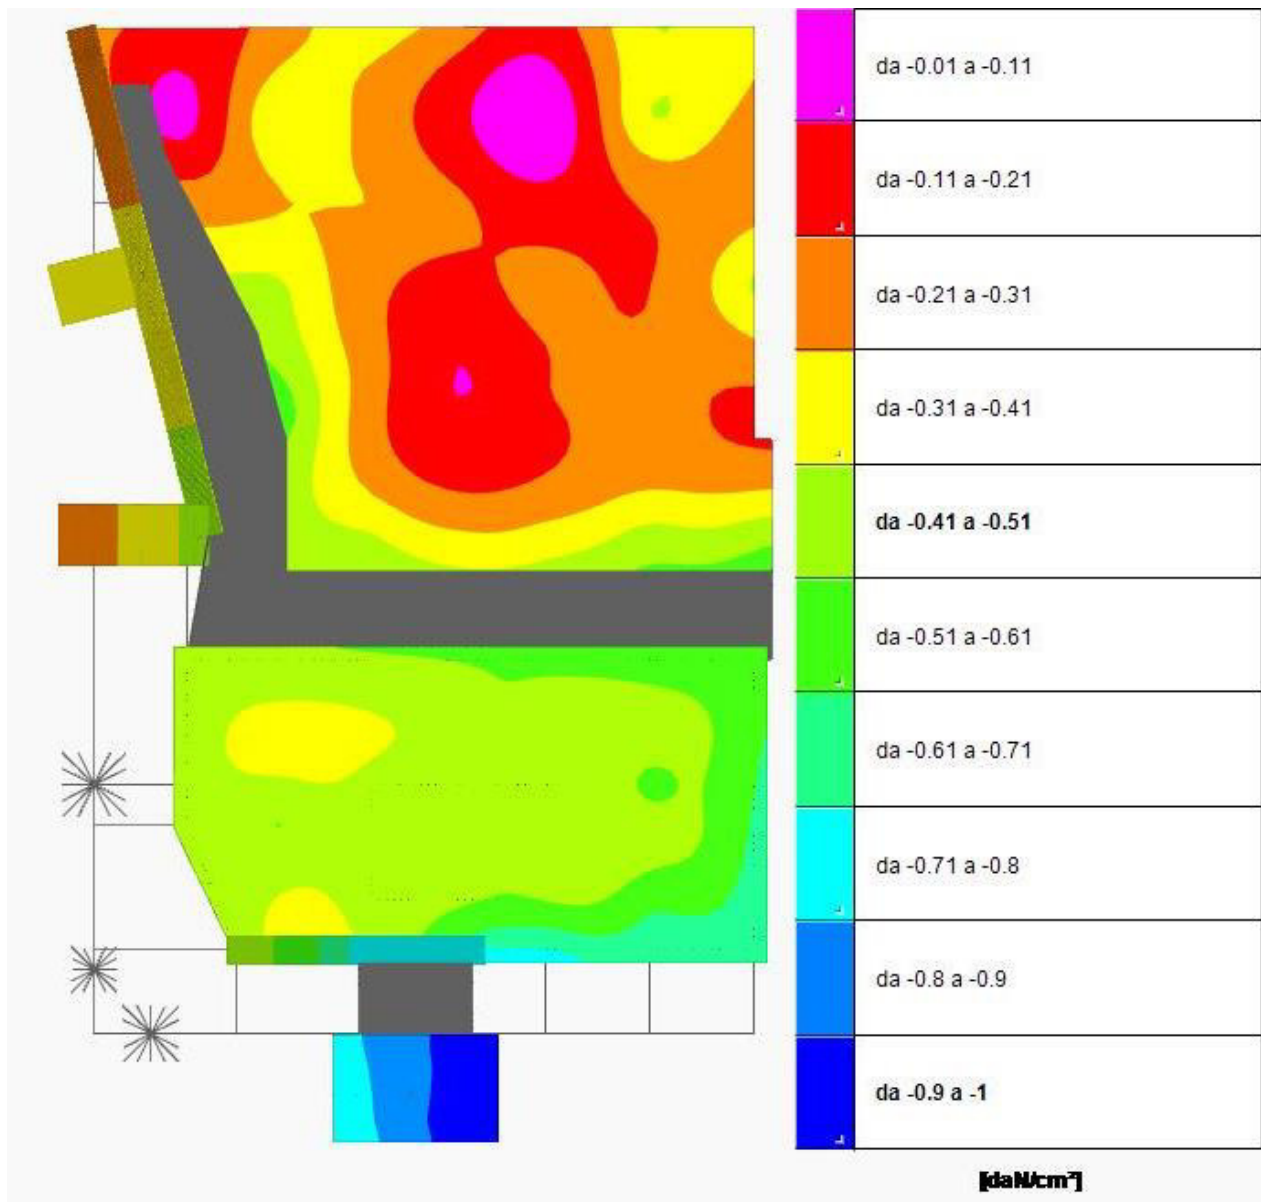 da -0.01 a -0.11
da -0.11 a -0.21
da -0.21 a -0.31
da -0.31 a -0.41
da -0.41 a -0.51
da -0.51 a -0.61
da -0.61 a -0.71
da -0.71 a -0.8
da -0.8 a -0.9
da -0.9 a -1
[daN/cm²]